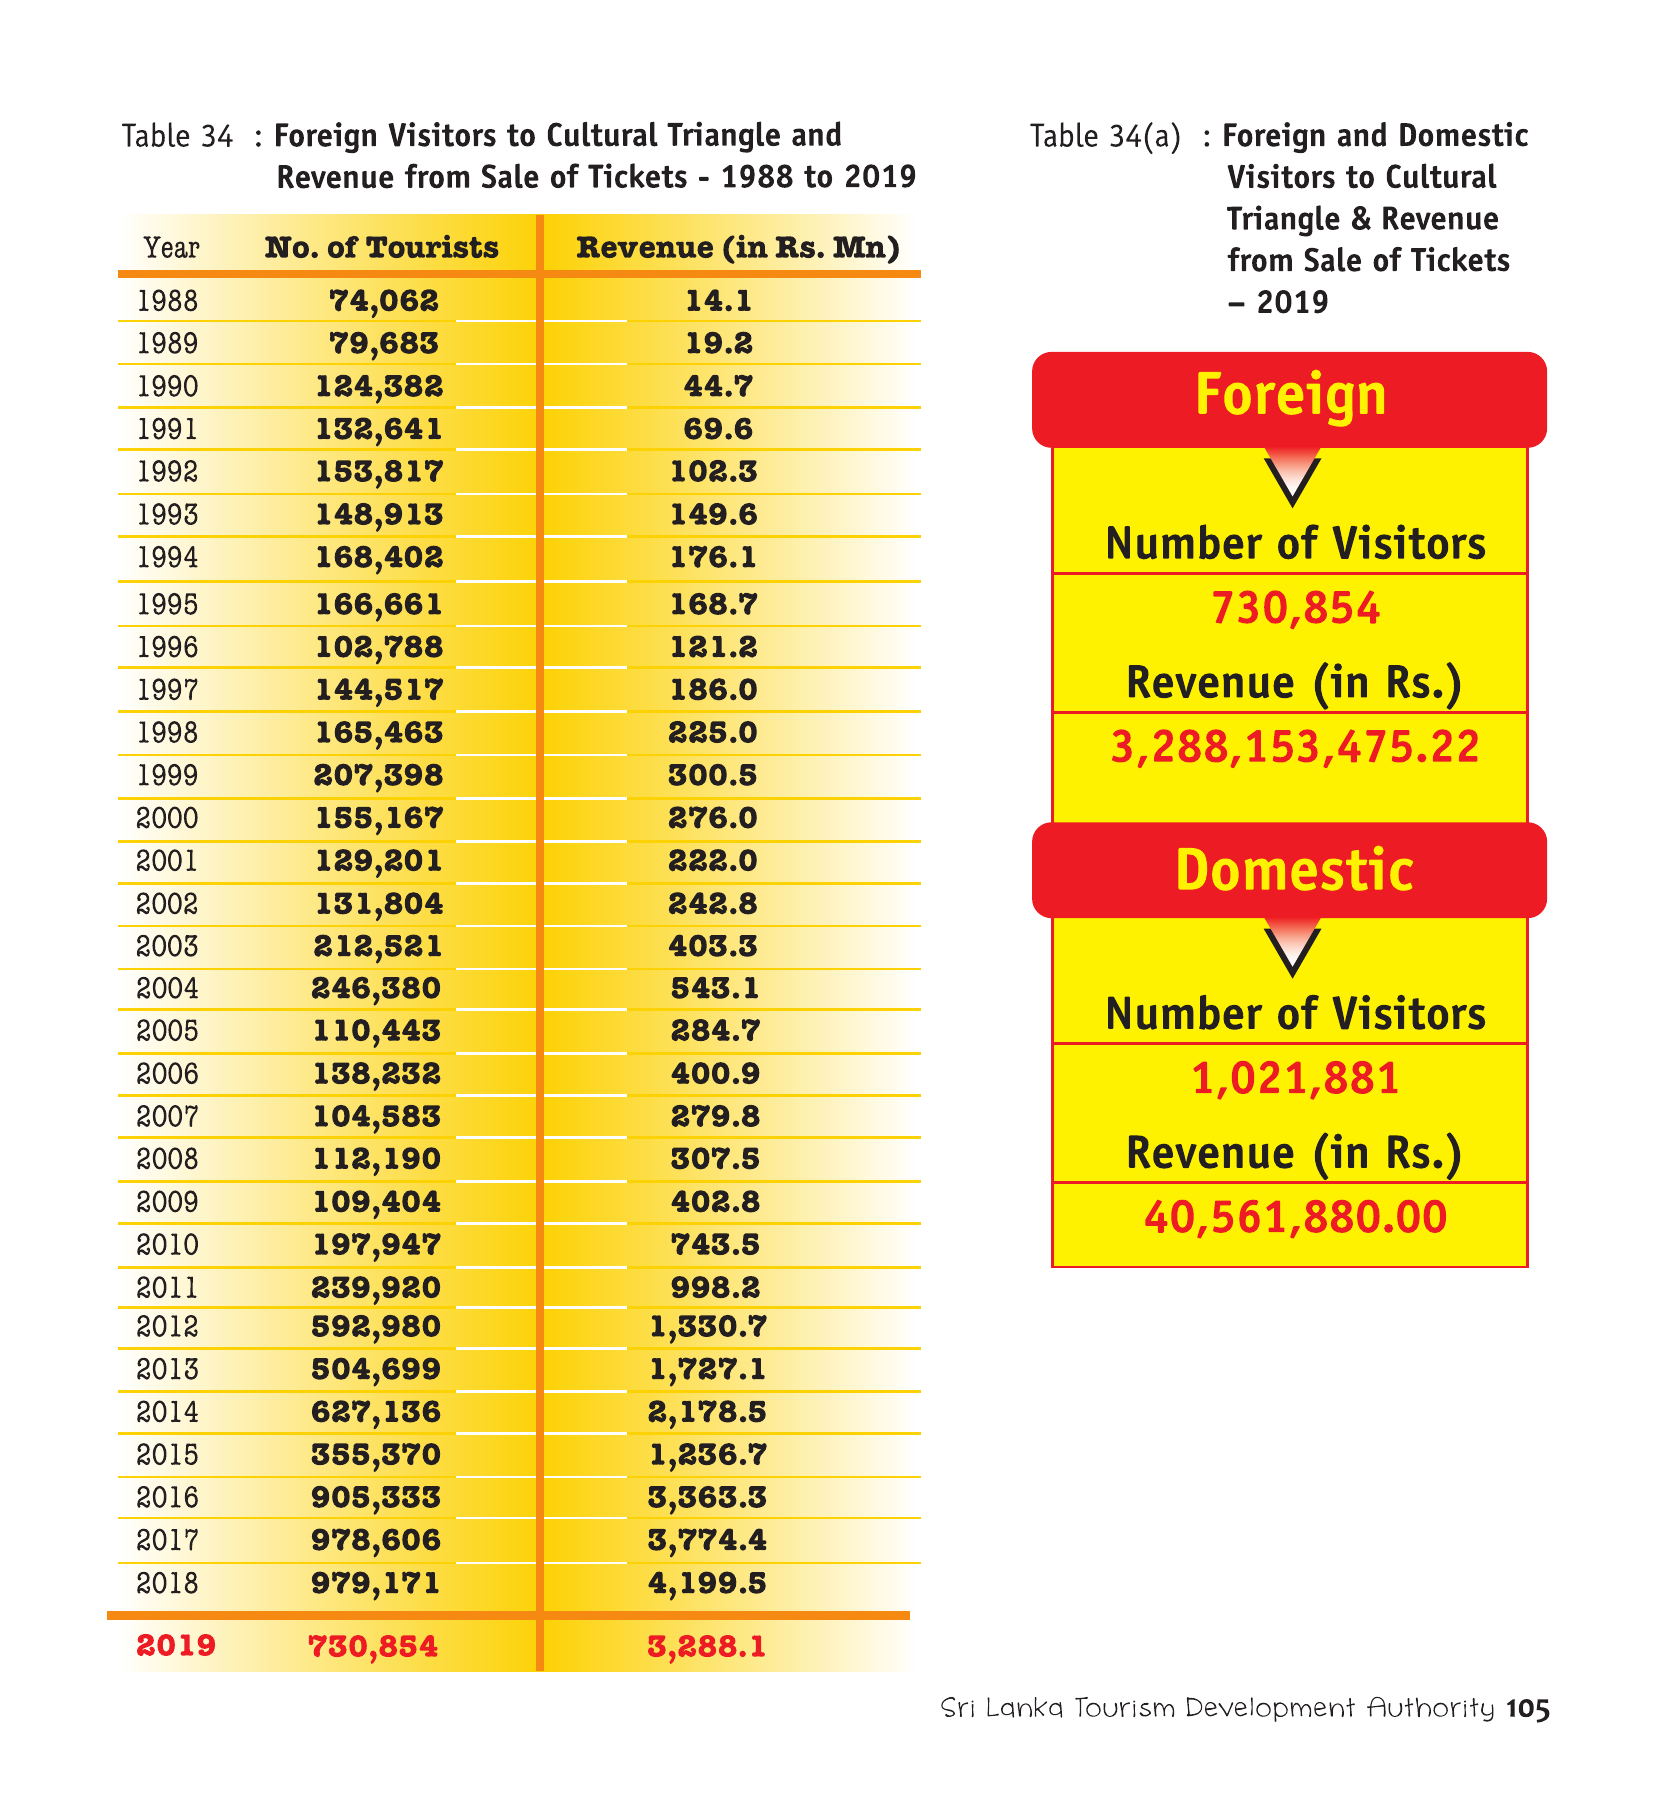 Table 34 : Foreign Visitors to Cultural Triangle and
Revenue from Sale of Tickets - 1988 to 2019
Year No. of Tourists Revenue (in Rs. Mn)
1988 74,062 14.1
1989 79,683 19.2
1990 124,382 44.7
1991 132,641 69.6
1992 153,817 102.3
1993 148,913 149.6
1994 168,402 176.1
1995 166,661 168.7
1996 102,788 121.2
1997 144,517 186.0
1998 165,463 225.0
1999 207,398 300.5
2000 155,167 276.0
2001 129,201 222.0
2002 131,804 242.8
2003 212,521 403.3
2004 246,380 543.1
2005 110,443 284.7
2006 138,232 400.9
2007 104,583 279.8
2008 112,190 307.5
2009 109,404 402.8
2010 197,947 743.5
2011 239,920 998.2
2012 592,980 1,330.7
2013 504,699 1,727.1
2014 627,136 2,178.5
2015 355,370 1,236.7
2016 905,333 3,363.3
2017 978,606 3,774.4
2018 979,171 4,199.5
2019 730,854 3,288.1
Table 34(a) : Foreign and Domestic
Visitors to Cultural
Triangle & Revenue
from Sale of Tickets
– 2019
Foreign
Number of Visitors
730,854
Revenue (in Rs.)
3,288,153,475.22
Domestic
Number of Visitors
1,021,881
Revenue (in Rs.)
40,561,880.00
Sri Lanka Tourism Development Authority 105